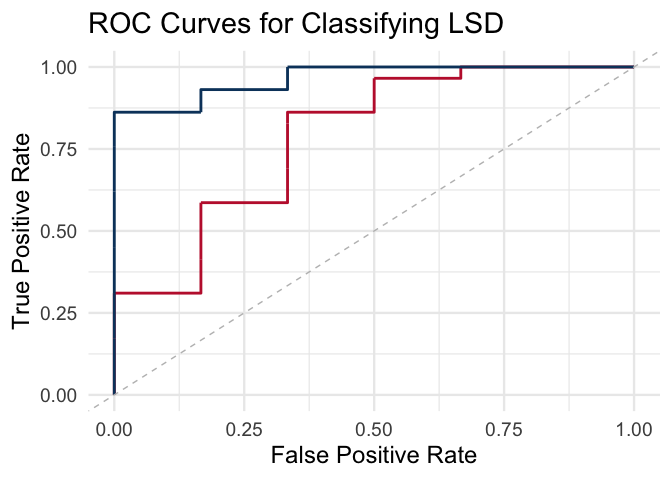 ROC Curves for Classifying LSD
1.00
0.75
0.50
0.25
0.00
True Positive Rate
0.00 0.25 0.50 0.75 1.00
False Positive Rate